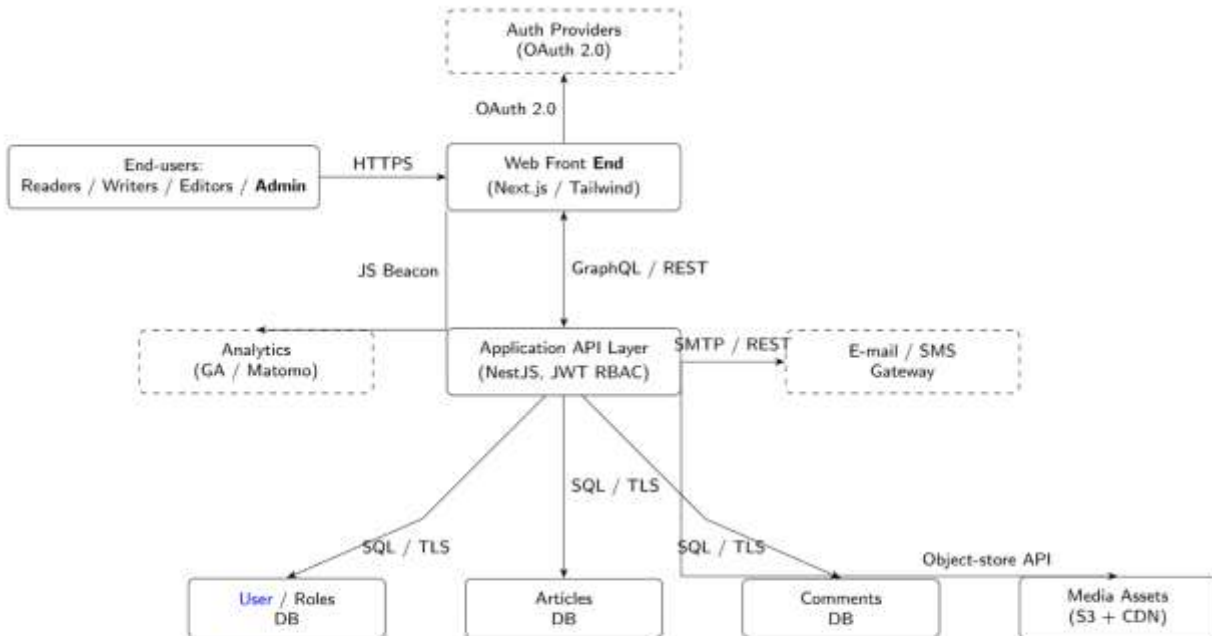 Auth Providers
(OAuth 2.0)
OAuth 2.0
End-users:
Readers / Writers / Editors / Admin
HTTPS
Web Front End
(Next.js / Tailwind)
JS Beacon
GraphQL / REST
Analytics
(GA / Matomo)
Application API Layer
(NestJS, JWT RBAC)
SMTP / REST
E-mail / SMS
Gateway
SQL / TLS
SQL / TLS
SQL / TLS
Object-store API
User / Roles
DB
Articles
DB
Comments
DB
Media Assets
(S3 + CDN)